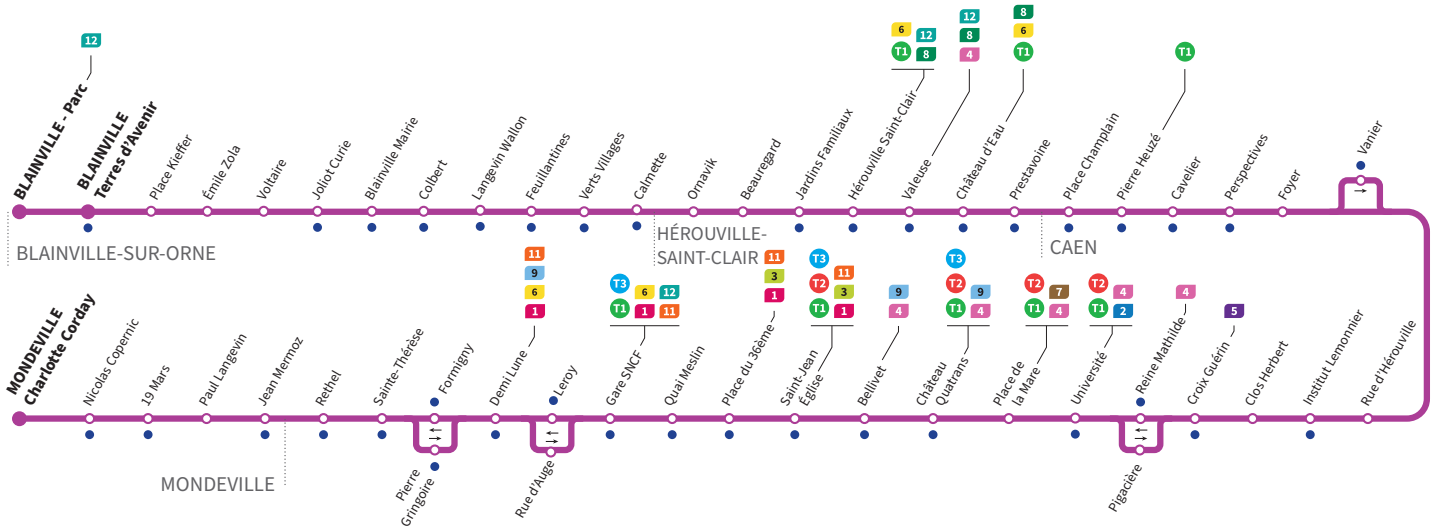 12
BLAINVILLE - Parc
BLAINVILLE
Terres d'Avenir
Place Kieffer
Émile Zola
Voltaire
Joliot Curie
Blainville Mairie
Colbert
Langevin Wallon
Feuillantines
Verts Villages
Calmette
Ornavik
Beauregard
Jardins Familiaux
6 12
T1 8
Hérouville Saint-Clair
12
8
4
Valeuse
8
6
T1
Château d'Eau
Prestavoine
Place Champlain
T1
Pierre Heuzé
Cavelier
Perspectives
Foyer
Vanier
→
BLAINVILLE-SUR-ORNE
HÉROUVILLE-
SAINT-CLAIR
CAEN
MONDEVILLE
Charlotte Corday
Nicolas Copernic
19 Mars
Paul Langevin
Jean Mermoz
Rethel
Sainte-Thérèse
Formigny
←
→
Pierre
Gringoire
11
9
6
1
Demi Lune
Leroy
←
→
Rue d'Auge
T3 6 12
T1 1 11
Gare SNCF
Quai Meslin
11
3
1
Place du 36ème
T3
T2 11
3
T1 1
Saint-Jean
Église
9
4
Bellivet
T3
T2 9
T1 4
Château
Quatrans
T2 7
T1 4
Place de
la Mare
T2 4
T1 2
Université
4
Reine Mathilde
←
→
Pigacière
5
Croix Guérin
Clos Herbert
Institut Lemonnier
Rue d'Hérouville
MONDEVILLE